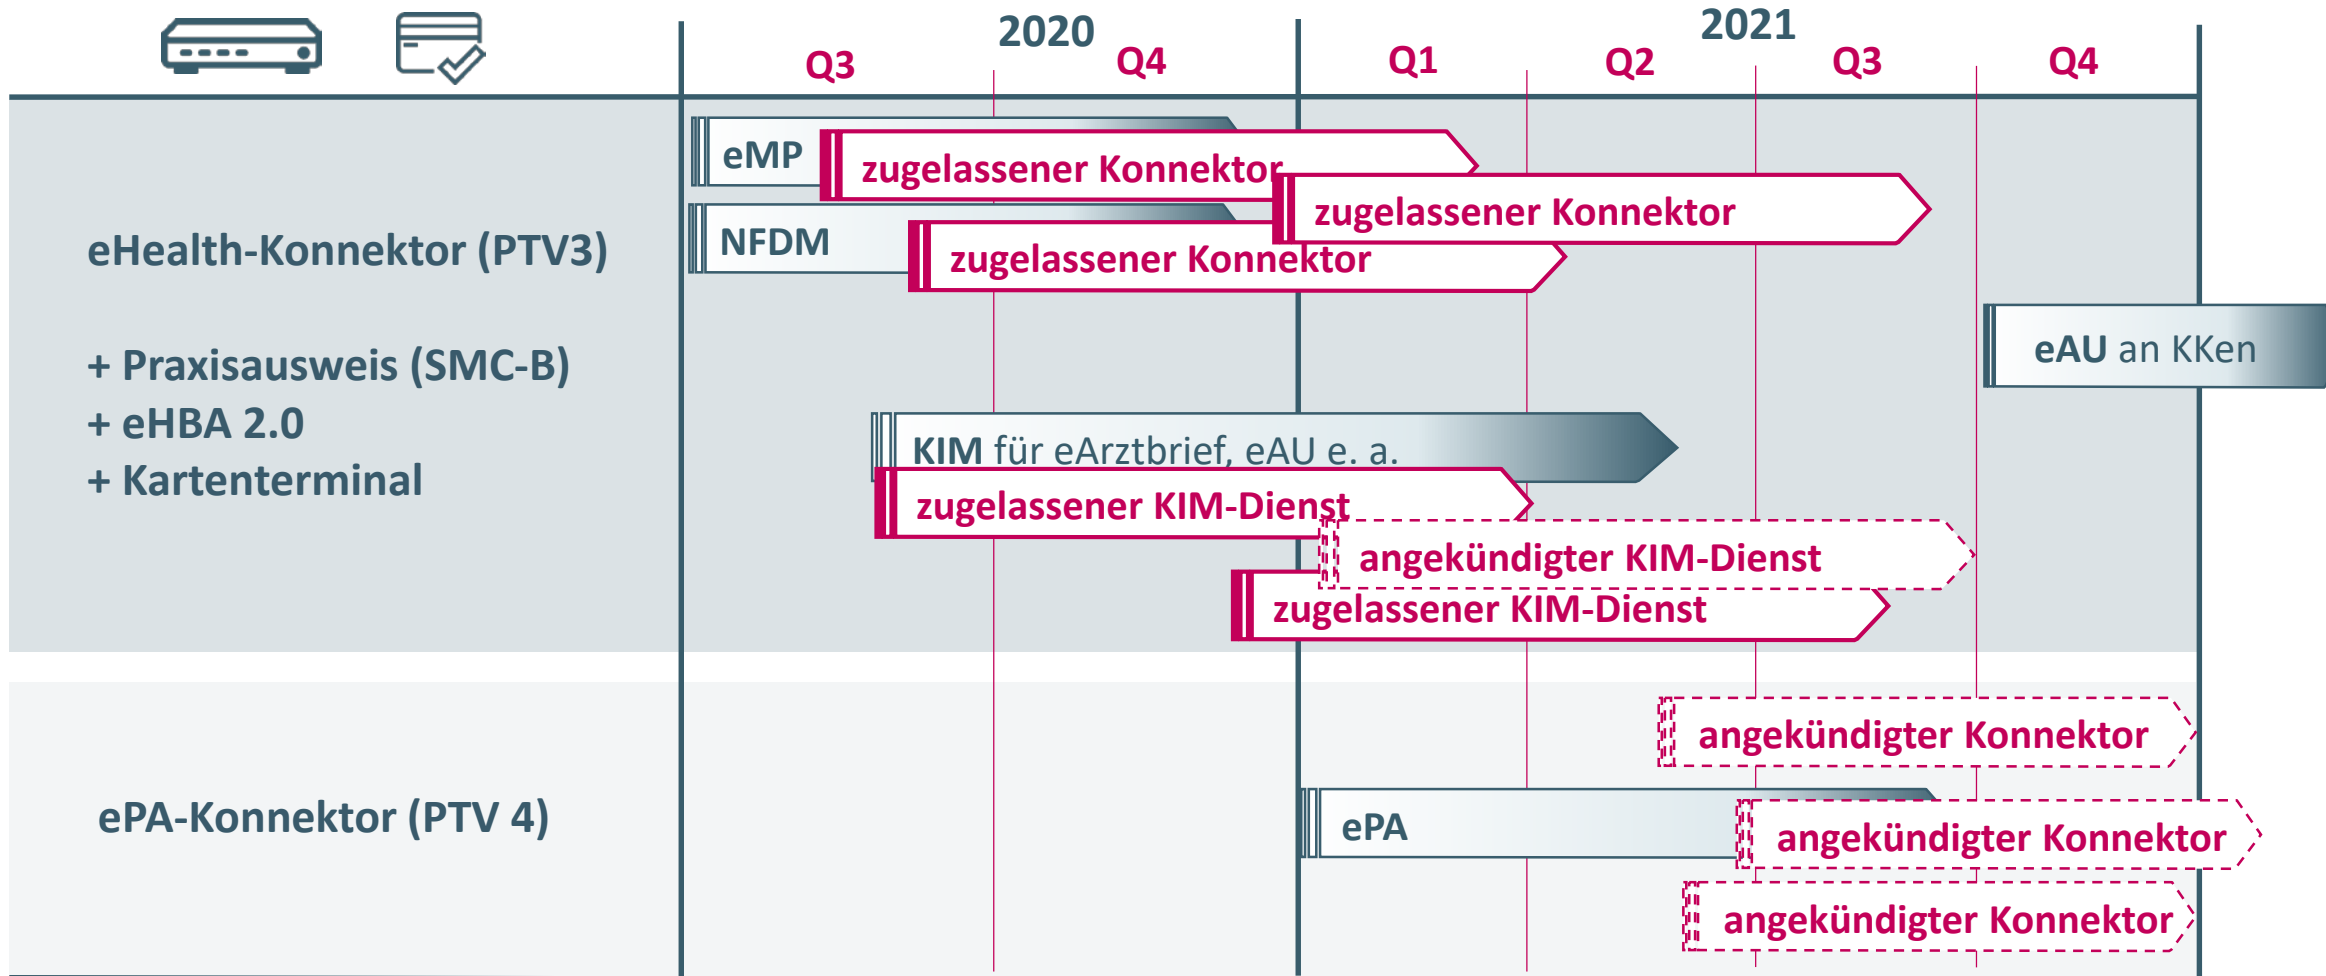 2020
2021
Q3
Q4
Q1
Q2
Q3
Q4
eHealth-Konnektor (PTV3)
+ Praxisausweis (SMC-B)
+ eHBA 2.0
+ Kartenterminal
eMP
zugelassener Konnektor
zugelassener Konnektor
NFDM
zugelassener Konnektor
eAU an KKen
KIM für eArztbrief, eAU e. a.
zugelassener KIM-Dienst
angekündigter KIM-Dienst
zugelassener KIM-Dienst
ePA-Konnektor (PTV 4)
angekündigter Konnektor
ePA
angekündigter Konnektor
angekündigter Konnektor